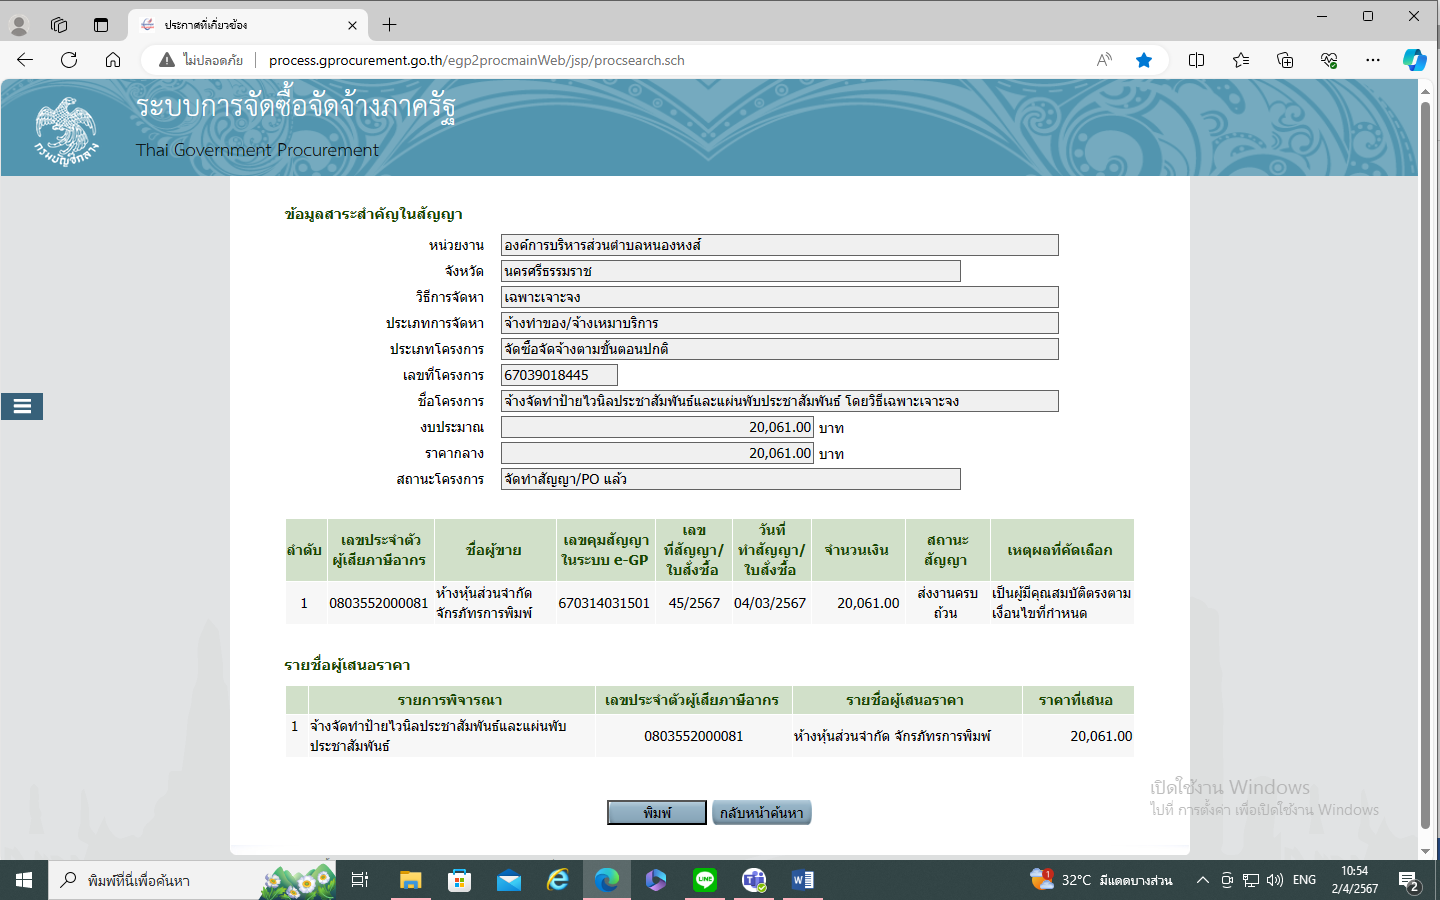 ประกาศที่เกี่ยวข้อง
ไม่ปลอดภัย
process.gprocurement.go.th/egp2procmainWeb/jsp/procsearch.sch
ระบบการจัดซื้อจัดจ้างภาครัฐ
Thai Government Procurement
กรมบัญชีกลาง
ข้อมูลสาระสำคัญในสัญญา
หน่วยงาน องค์การบริหารส่วนตำบลหนองหงส์
จังหวัด นครศรีธรรมราช
วิธีการจัดหา เฉพาะเจาะจง
ประเภทการจัดหา จ้างทำของ/จ้างเหมาบริการ
ประเภทโครงการ จัดซื้อจัดจ้างตามขั้นตอนปกติ
เลขที่โครงการ 67039018445
ชื่อโครงการ จ้างจัดทำป้ายไวนิลประชาสัมพันธ์และแผ่นพับประชาสัมพันธ์ โดยวิธีเฉพาะเจาะจง
งบประมาณ 20,061.00 บาท
ราคากลาง 20,061.00 บาท
สถานะโครงการ จัดทำสัญญา/PO แล้ว
ลำดับ เลขประจำตัวผู้เสียภาษีอากร ชื่อผู้ขาย เลขคุมสัญญาในระบบ e-GP เลขที่สัญญา/ใบสั่งซื้อ วันที่ทำสัญญา/ใบสั่งซื้อ จำนวนเงิน สถานะสัญญา เหตุผลที่คัดเลือก
1 0803552000081 ห้างหุ้นส่วนจำกัด จักรภัทรการพิมพ์ 670314031501 45/2567 04/03/2567 20,061.00 ส่งงานครบถ้วน เป็นผู้มีคุณสมบัติตรงตามเงื่อนไขที่กำหนด
รายชื่อผู้เสนอราคา
รายการพิจารณา เลขประจำตัวผู้เสียภาษีอากร รายชื่อผู้เสนอราคา ราคาที่เสนอ
1 จ้างจัดทำป้ายไวนิลประชาสัมพันธ์และแผ่นพับประชาสัมพันธ์ 0803552000081 ห้างหุ้นส่วนจำกัด จักรภัทรการพิมพ์ 20,061.00
พิมพ์ กลับหน้าค้นหา
เปิดใช้งาน Windows
ไปที่ การตั้งค่า เพื่อเปิดใช้งาน Windows
พิมพ์ที่นี่เพื่อค้นหา
LINE
1
32°C มีแดดบางส่วน
ENG
10:54
2/4/2567
2